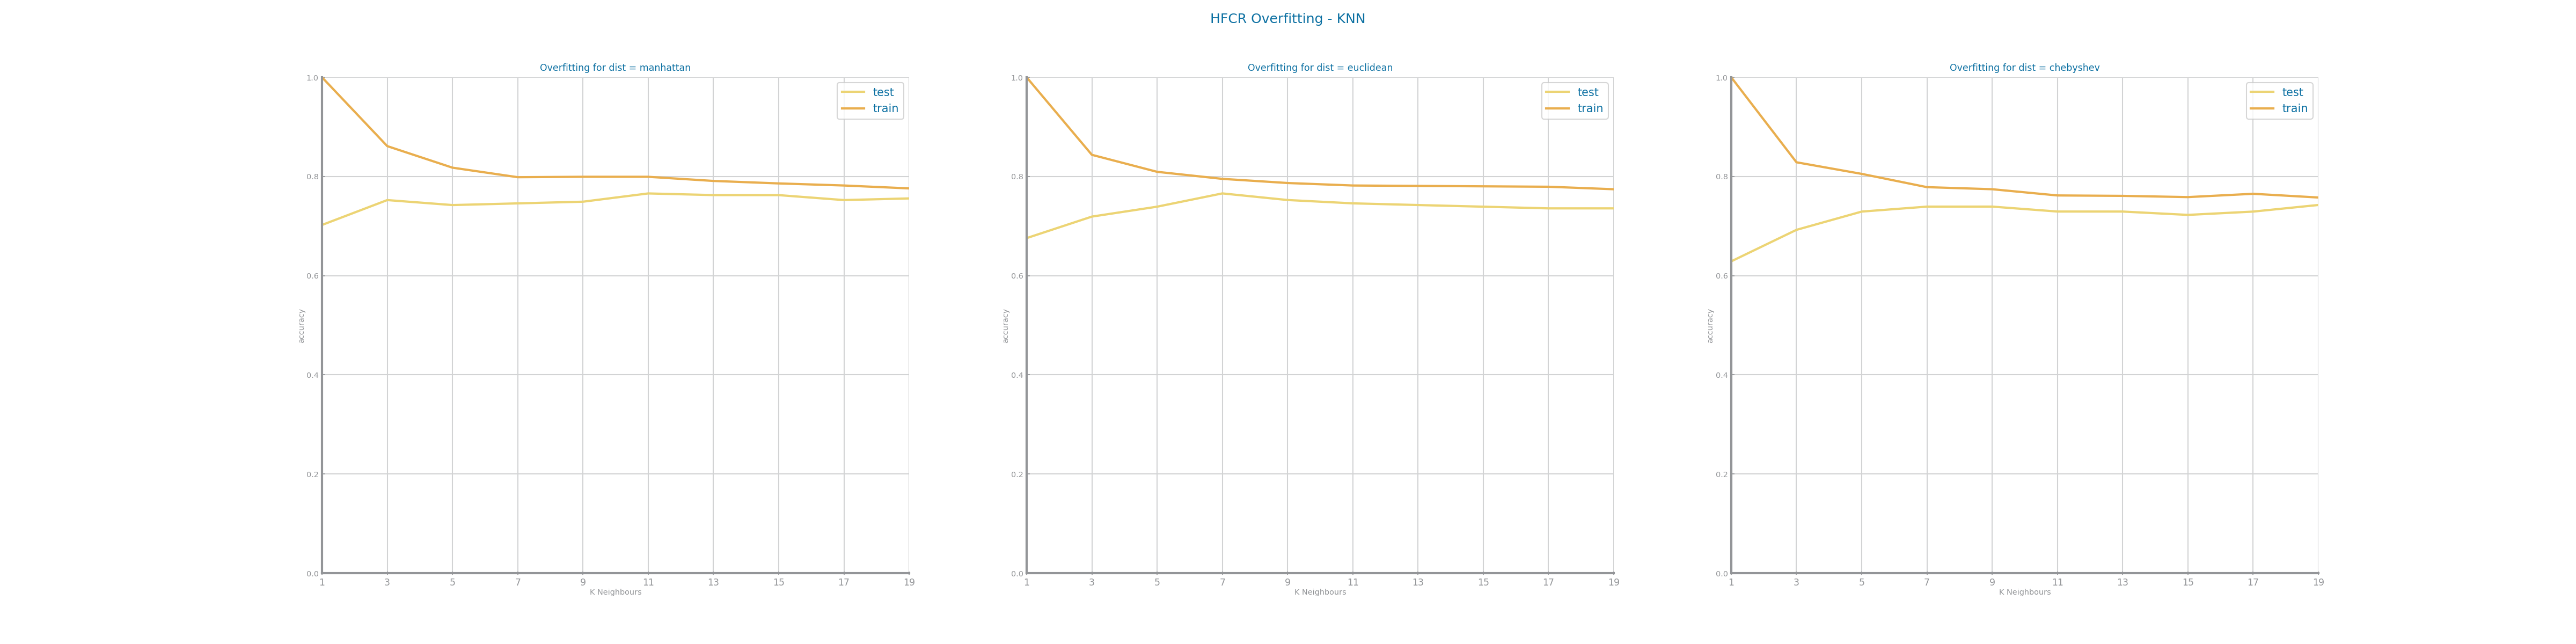 HFCR Overfitting - KNN
Overfitting for dist = manhattan
1.0
0.8
0.6
0.4
0.2
0.0
accuracy
test
train
1 3 5 7 9 11 13 15 17 19
K Neighbours
Overfitting for dist = euclidean
1.0
0.8
0.6
0.4
0.2
0.0
accuracy
test
train
1 3 5 7 9 11 13 15 17 19
K Neighbours
Overfitting for dist = chebyshev
1.0
0.8
0.6
0.4
0.2
0.0
accuracy
test
train
1 3 5 7 9 11 13 15 17 19
K Neighbours